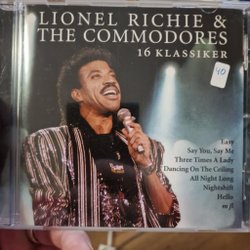 LIONEL RICHIE &
THE COMMODORES
16 KLASSIKER
40
Easy
Say You, Say Me
Three Times A Lady
Dancing On The Ceiling
All Night Long
Nightshift
Hello
m fl